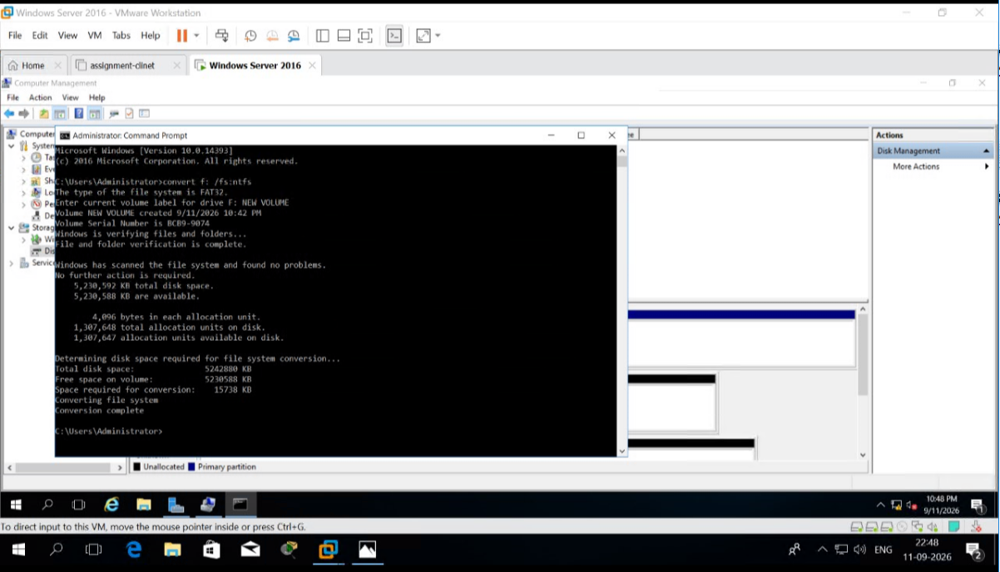 Windows Server 2016 - VMware Workstation
File Edit View VM Tabs Help
Home assignment-clinet Windows Server 2016
Computer Management
File Action View Help
Computer
System
Storag
Dis
Servic
Administrator: Command Prompt
Microsoft Windows [Version 10.0.14393]
(c) 2016 Microsoft Corporation. All rights reserved.
C:\Users\Administrator>convert f: /fs:ntfs
The type of the file system is FAT32.
Enter current volume label for drive F: NEW VOLUME
Volume NEW VOLUME created 9/11/2026 10:42 PM
Volume Serial Number is BCB9-9074
Windows is verifying files and folders...
File and folder verification is complete.
Windows has scanned the file system and found no problems.
No further action is required.
5,230,592 KB total disk space.
5,230,588 KB are available.
4,096 bytes in each allocation unit.
1,307,648 total allocation units on disk.
1,307,647 allocation units available on disk.
Determining disk space required for file system conversion...
Total disk space: 5242880 KB
Free space on volume: 5230588 KB
Space required for conversion: 15738 KB
Converting file system
Conversion complete
C:\Users\Administrator>
Actions
Disk Management
More Actions
Unallocated Primary partition
10:48 PM
9/11/2026
1
To direct input to this VM, move the mouse pointer inside or press Ctrl+G.
ENG
22:48
11-09-2026
2